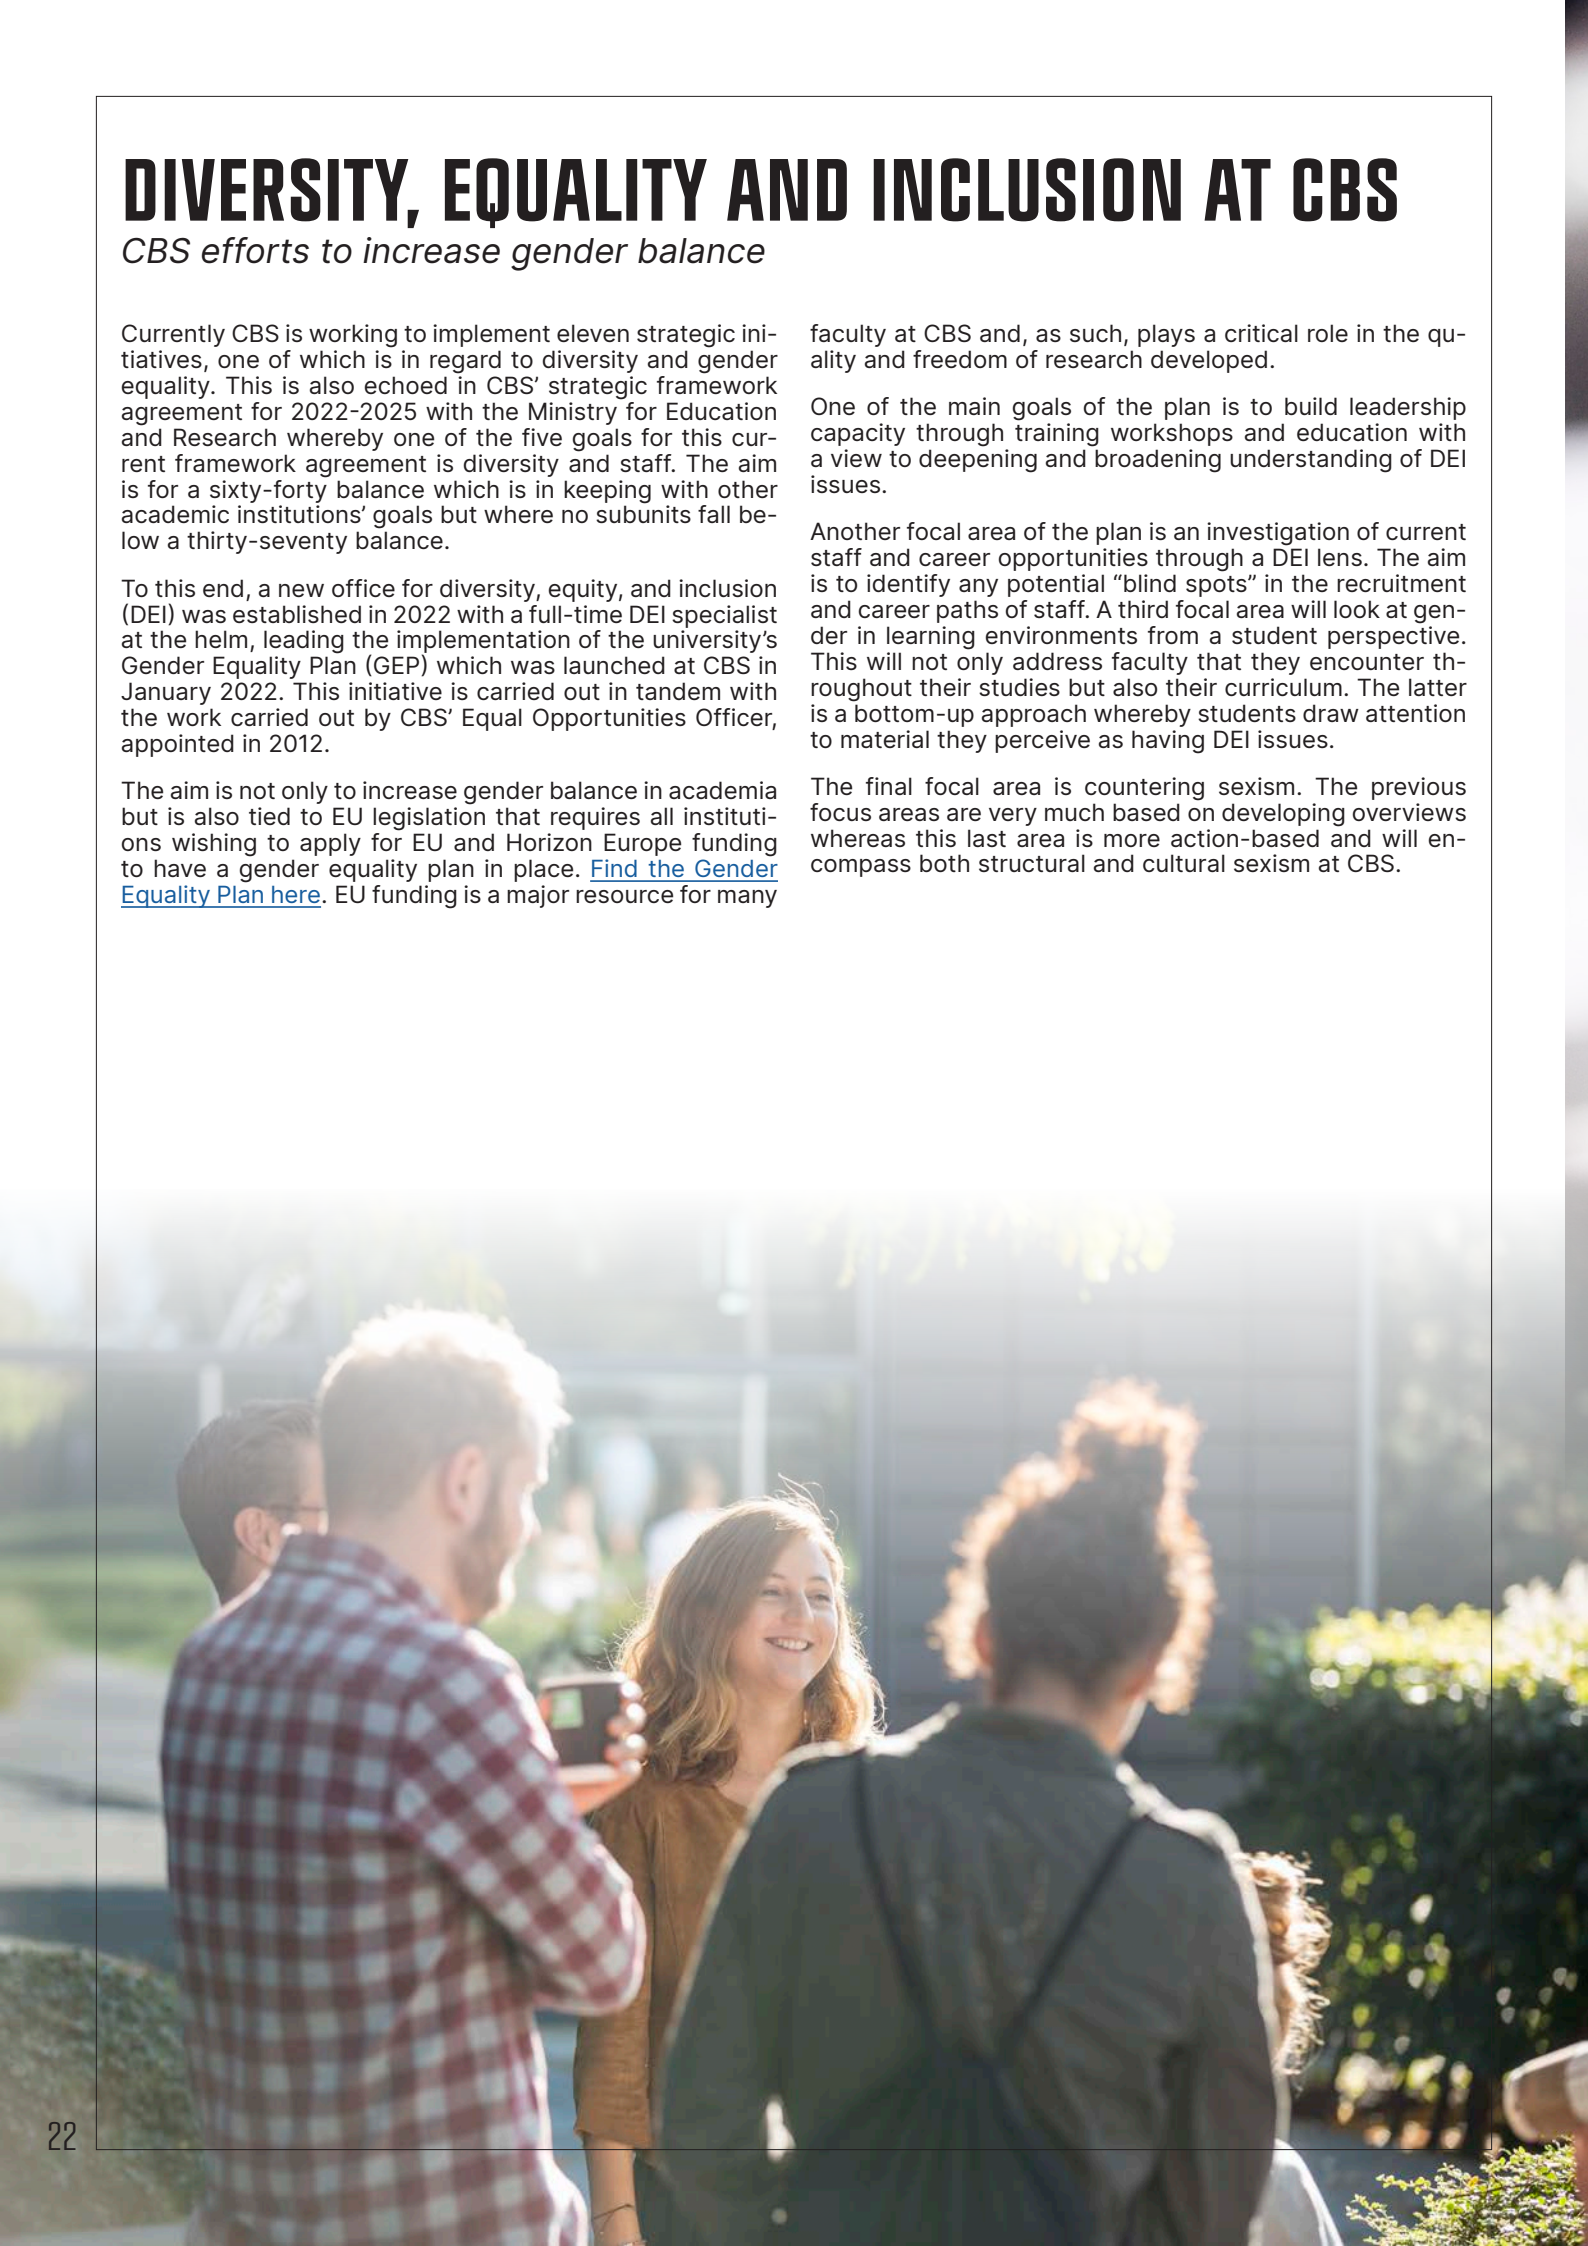 DIVERSITY, EQUALITY AND INCLUSION AT CBS
CBS efforts to increase gender balance
Currently CBS is working to implement eleven strategic ini-
tiatives, one of which is in regard to diversity and gender
equality. This is also echoed in CBS’ strategic framework
agreement for 2022-2025 with the Ministry for Education
and Research whereby one of the five goals for this cur-
rent framework agreement is diversity and staff. The aim
is for a sixty-forty balance which is in keeping with other
academic institutions’ goals but where no subunits fall be-
low a thirty-seventy balance.
To this end, a new office for diversity, equity, and inclusion
(DEI) was established in 2022 with a full-time DEI specialist
at the helm, leading the implementation of the university’s
Gender Equality Plan (GEP) which was launched at CBS in
January 2022. This initiative is carried out in tandem with
the work carried out by CBS’ Equal Opportunities Officer,
appointed in 2012.
The aim is not only to increase gender balance in academia
but is also tied to EU legislation that requires all instituti-
ons wishing to apply for EU and Horizon Europe funding
to have a gender equality plan in place. Find the Gender
Equality Plan here. EU funding is a major resource for many
faculty at CBS and, as such, plays a critical role in the qu-
ality and freedom of research developed.
One of the main goals of the plan is to build leadership
capacity through training workshops and education with
a view to deepening and broadening understanding of DEI
issues.
Another focal area of the plan is an investigation of current
staff and career opportunities through a DEI lens. The aim
is to identify any potential “blind spots” in the recruitment
and career paths of staff. A third focal area will look at gen-
der in learning environments from a student perspective.
This will not only address faculty that they encounter th-
roughout their studies but also their curriculum. The latter
is a bottom-up approach whereby students draw attention
to material they perceive as having DEI issues.
The final focal area is countering sexism. The previous
focus areas are very much based on developing overviews
whereas this last area is more action-based and will en-
compass both structural and cultural sexism at CBS.
22